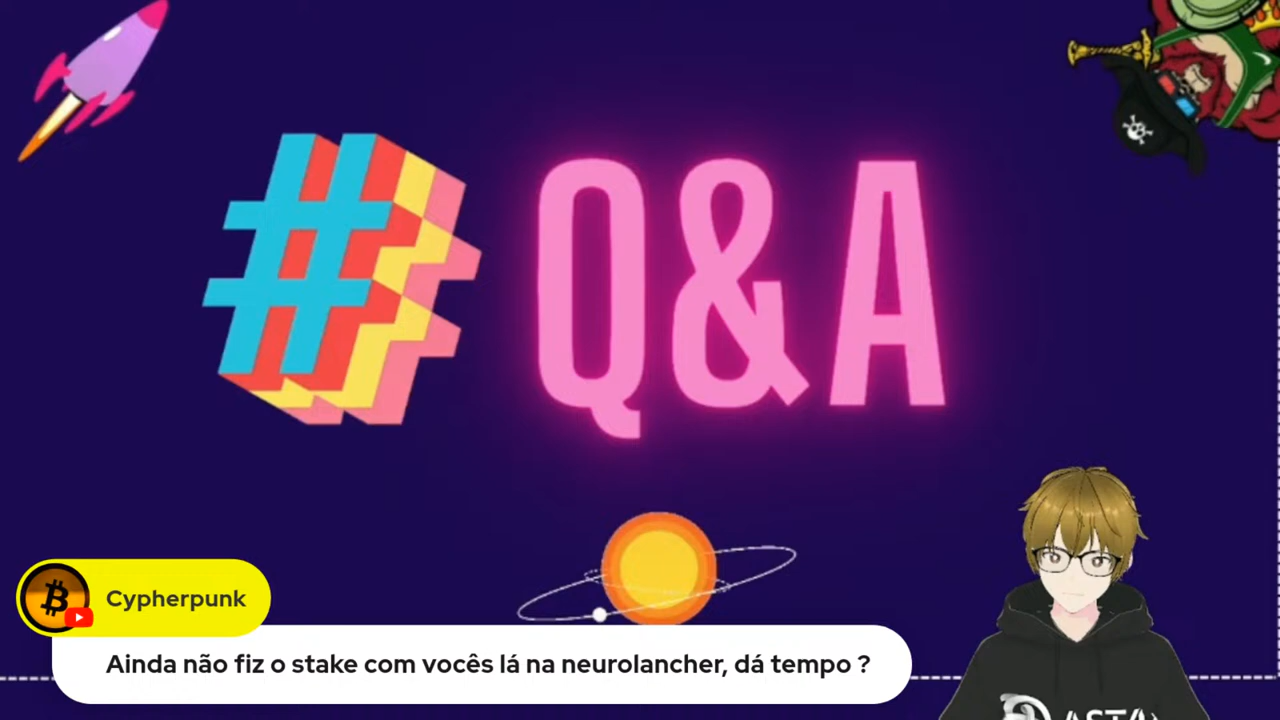 # Q&A
Cypherpunk
Ainda não fiz o stake com vocês lá na neurolancher, dá tempo ?